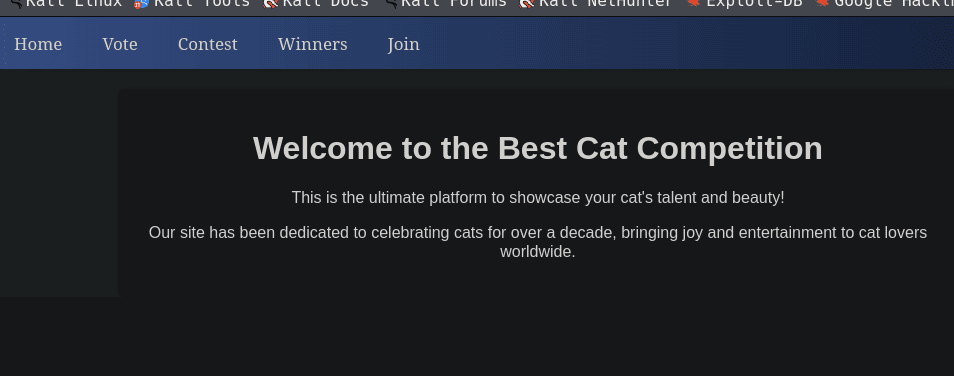 Kali Linux Kali Tools Kali Docs Kali Forums Kali NetHunter Exploit-DB Google
Home Vote Contest Winners Join
Welcome to the Best Cat Competition
This is the ultimate platform to showcase your cat's talent and beauty!
Our site has been dedicated to celebrating cats for over a decade, bringing joy and entertainment to cat lovers
worldwide.